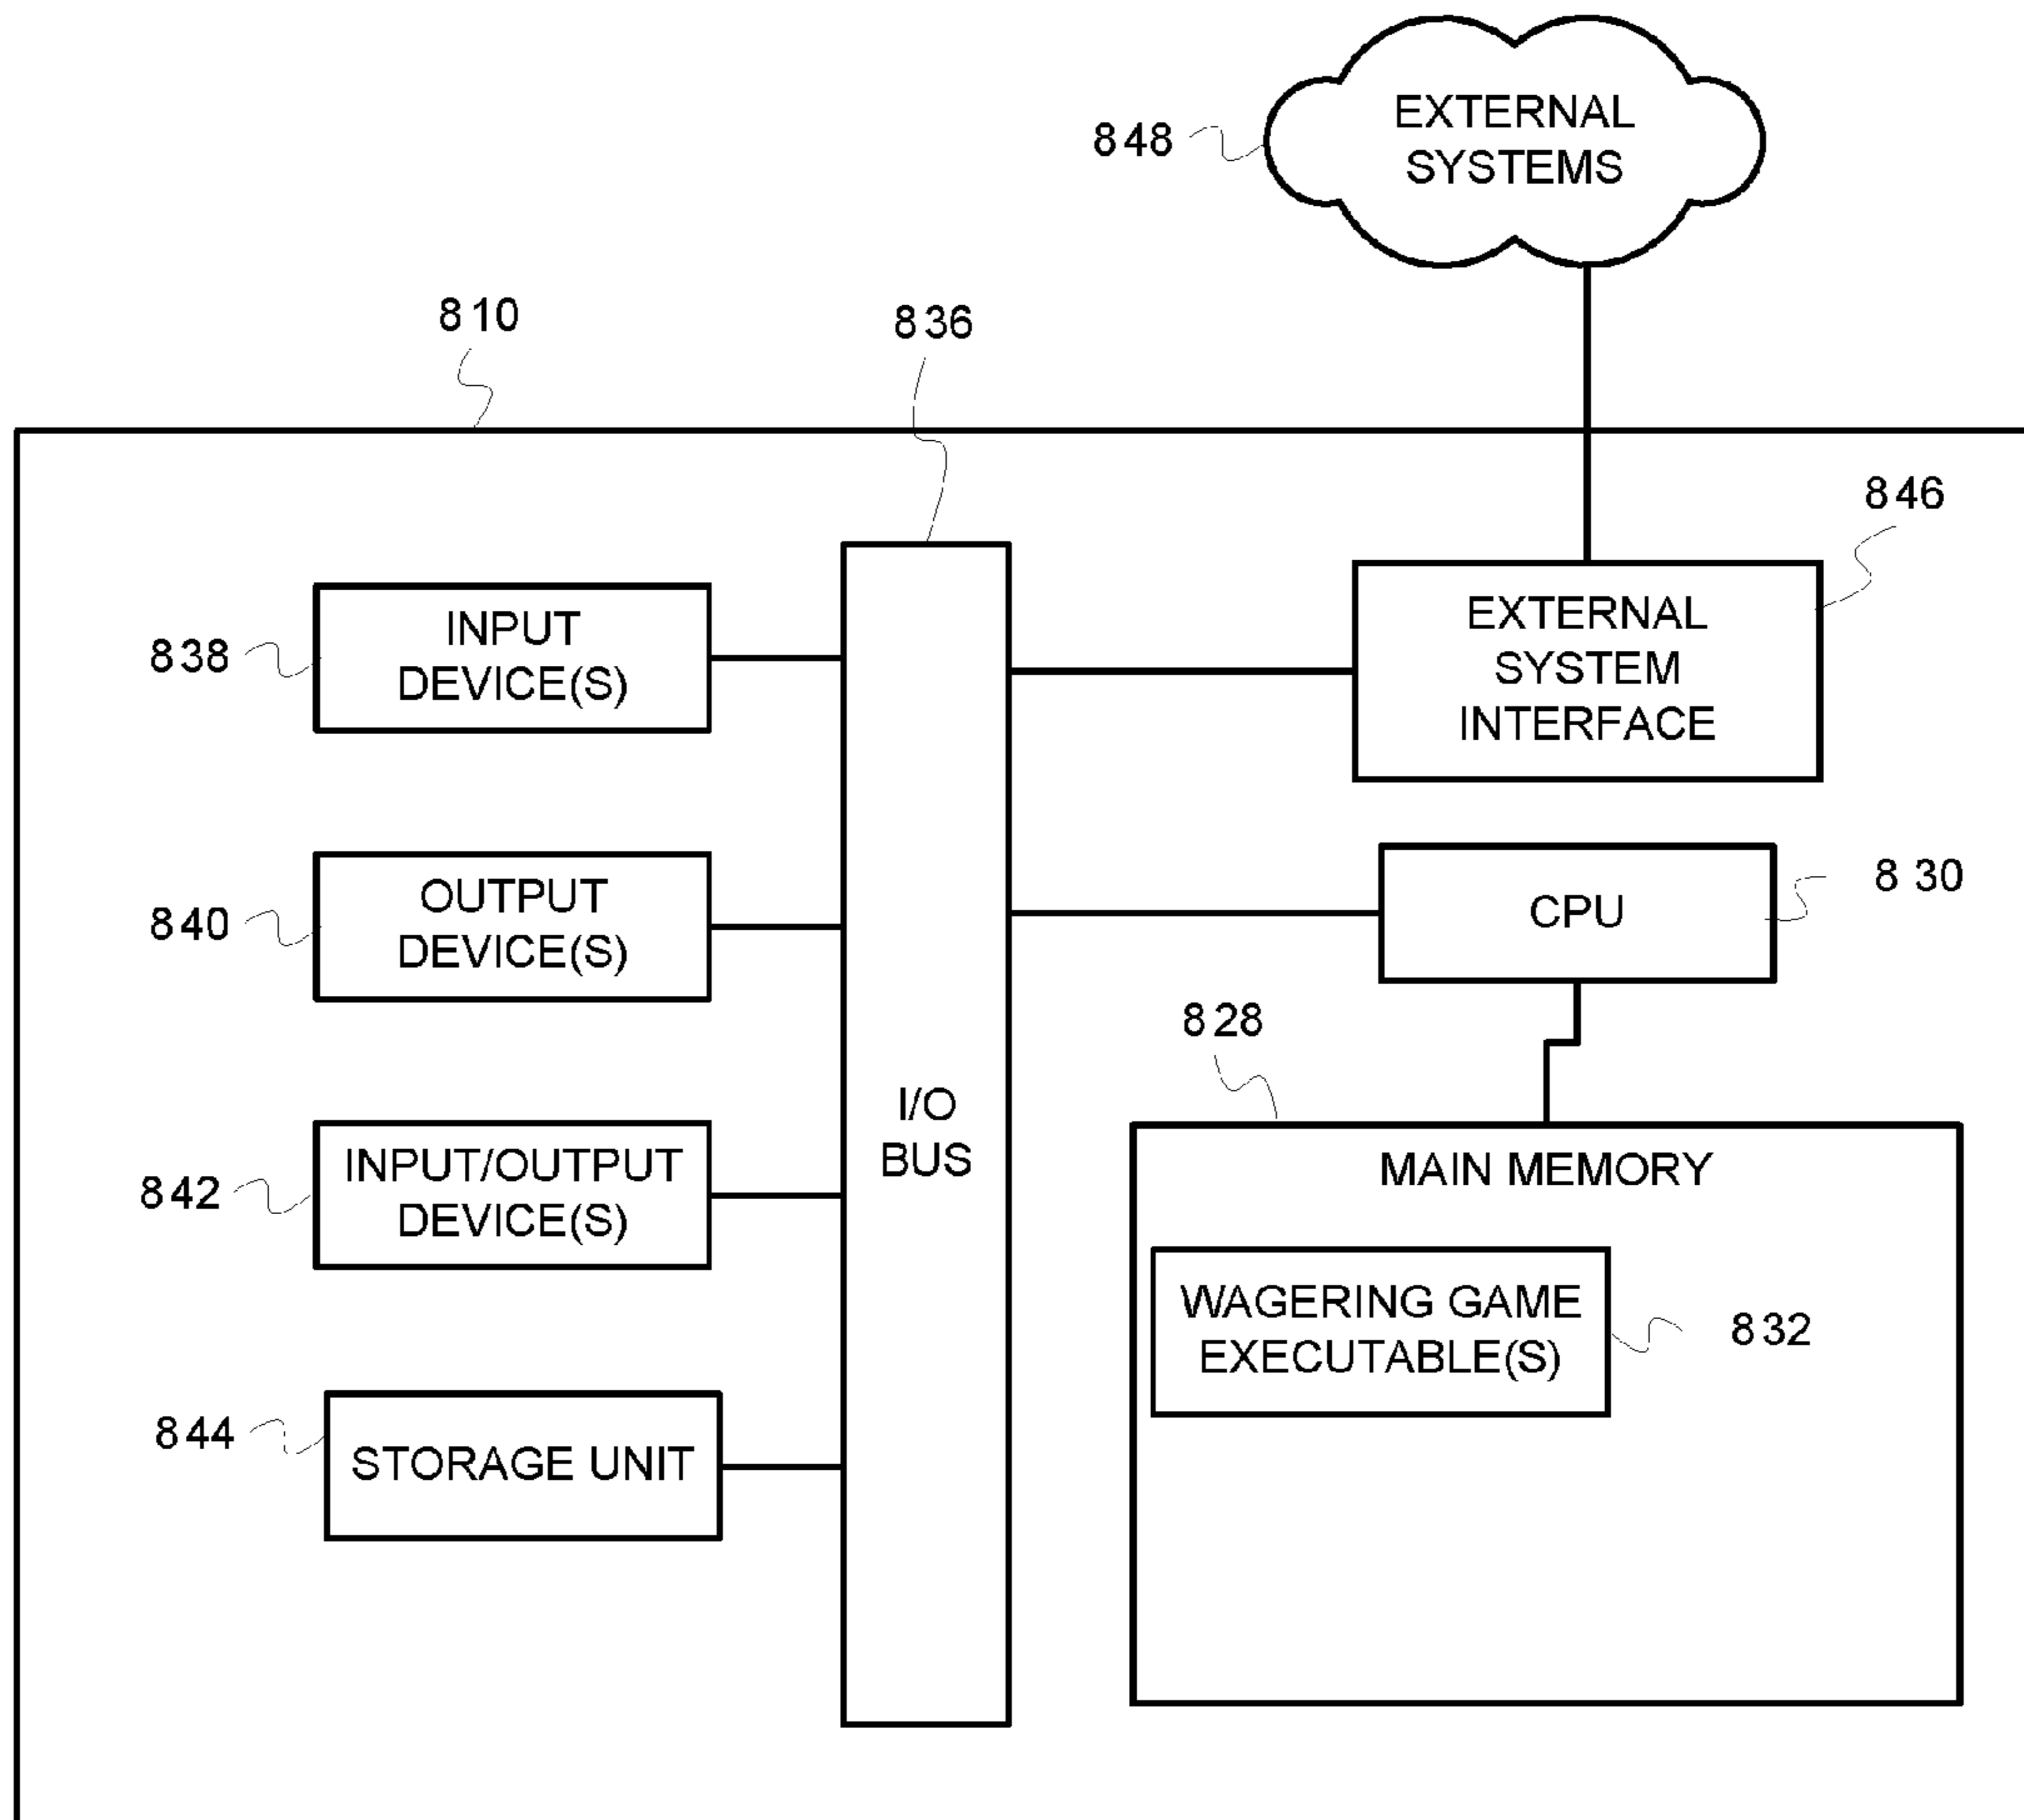 EXTERNAL
SYSTEMS
848
810
836
846
INPUT
DEVICE(S)
838
EXTERNAL
SYSTEM
INTERFACE
OUTPUT
DEVICE(S)
840
CPU
830
828
I/O
BUS
INPUT/OUTPUT
DEVICE(S)
842
MAIN MEMORY
WAGERING GAME
EXECUTABLE(S)
832
844
STORAGE UNIT